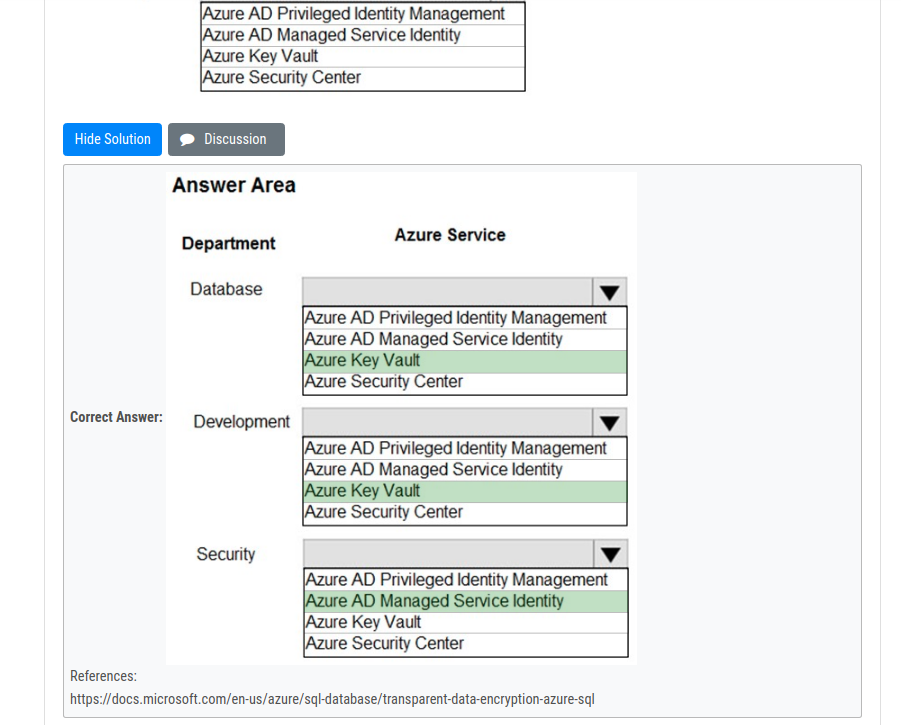 Azure AD Privileged Identity Management
Azure AD Managed Service Identity
Azure Key Vault
Azure Security Center
Hide Solution
Discussion
Answer Area
Department
Azure Service
Database
Azure AD Privileged Identity Management
Azure AD Managed Service Identity
Azure Key Vault
Azure Security Center
Correct Answer:
Development
Azure AD Privileged Identity Management
Azure AD Managed Service Identity
Azure Key Vault
Azure Security Center
Security
Azure AD Privileged Identity Management
Azure AD Managed Service Identity
Azure Key Vault
Azure Security Center
References:
https://docs.microsoft.com/en-us/azure/sql-database/transparent-data-encryption-azure-sql